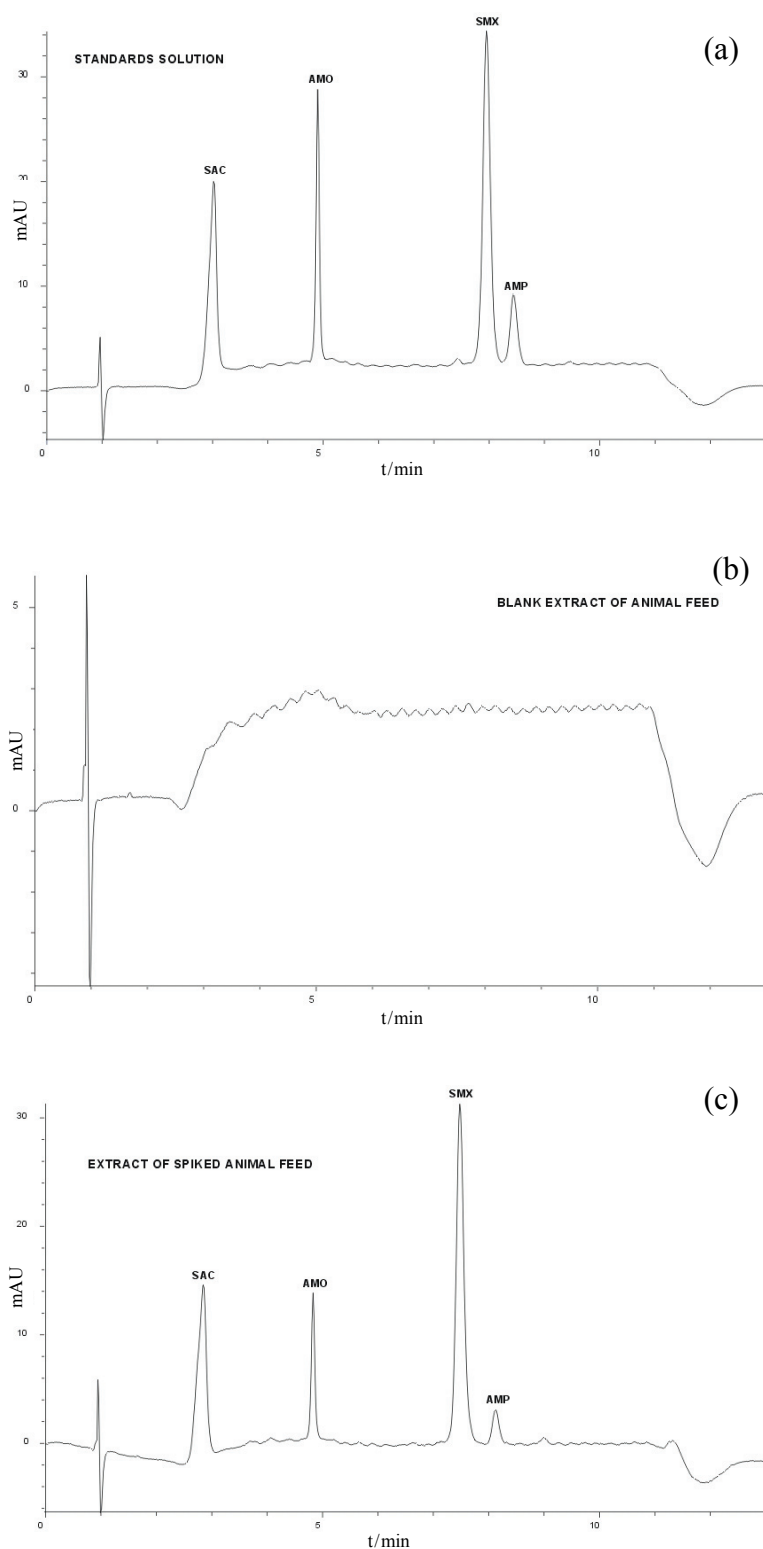 (a)
STANDARDS SOLUTION
SMX
AMO
SAC
AMP
30
20
10
0
mAU
0
5
10
t/min
(b)
BLANK EXTRACT OF ANIMAL FEED
5
0
mAU
0
5
10
t/min
(c)
EXTRACT OF SPIKED ANIMAL FEED
SMX
SAC
AMO
AMP
30
20
10
0
mAU
0
5
10
t/min